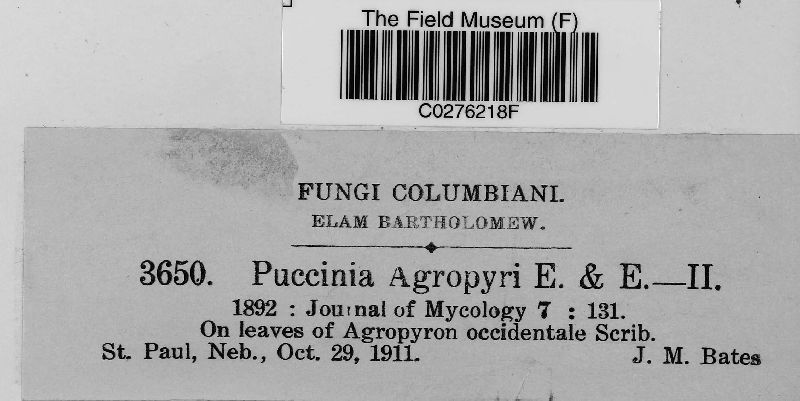 The Field Museum (F)
C0276218F
FUNGI COLUMBIANI.
ELAM BARTHOLOMEW.
3650. Puccinia Agropyri E. & E.—II.
1892 : Journal of Mycology 7 : 131.
On leaves of Agropyron occidentale Scrib.
St. Paul, Neb., Oct. 29, 1911. J. M. Bates